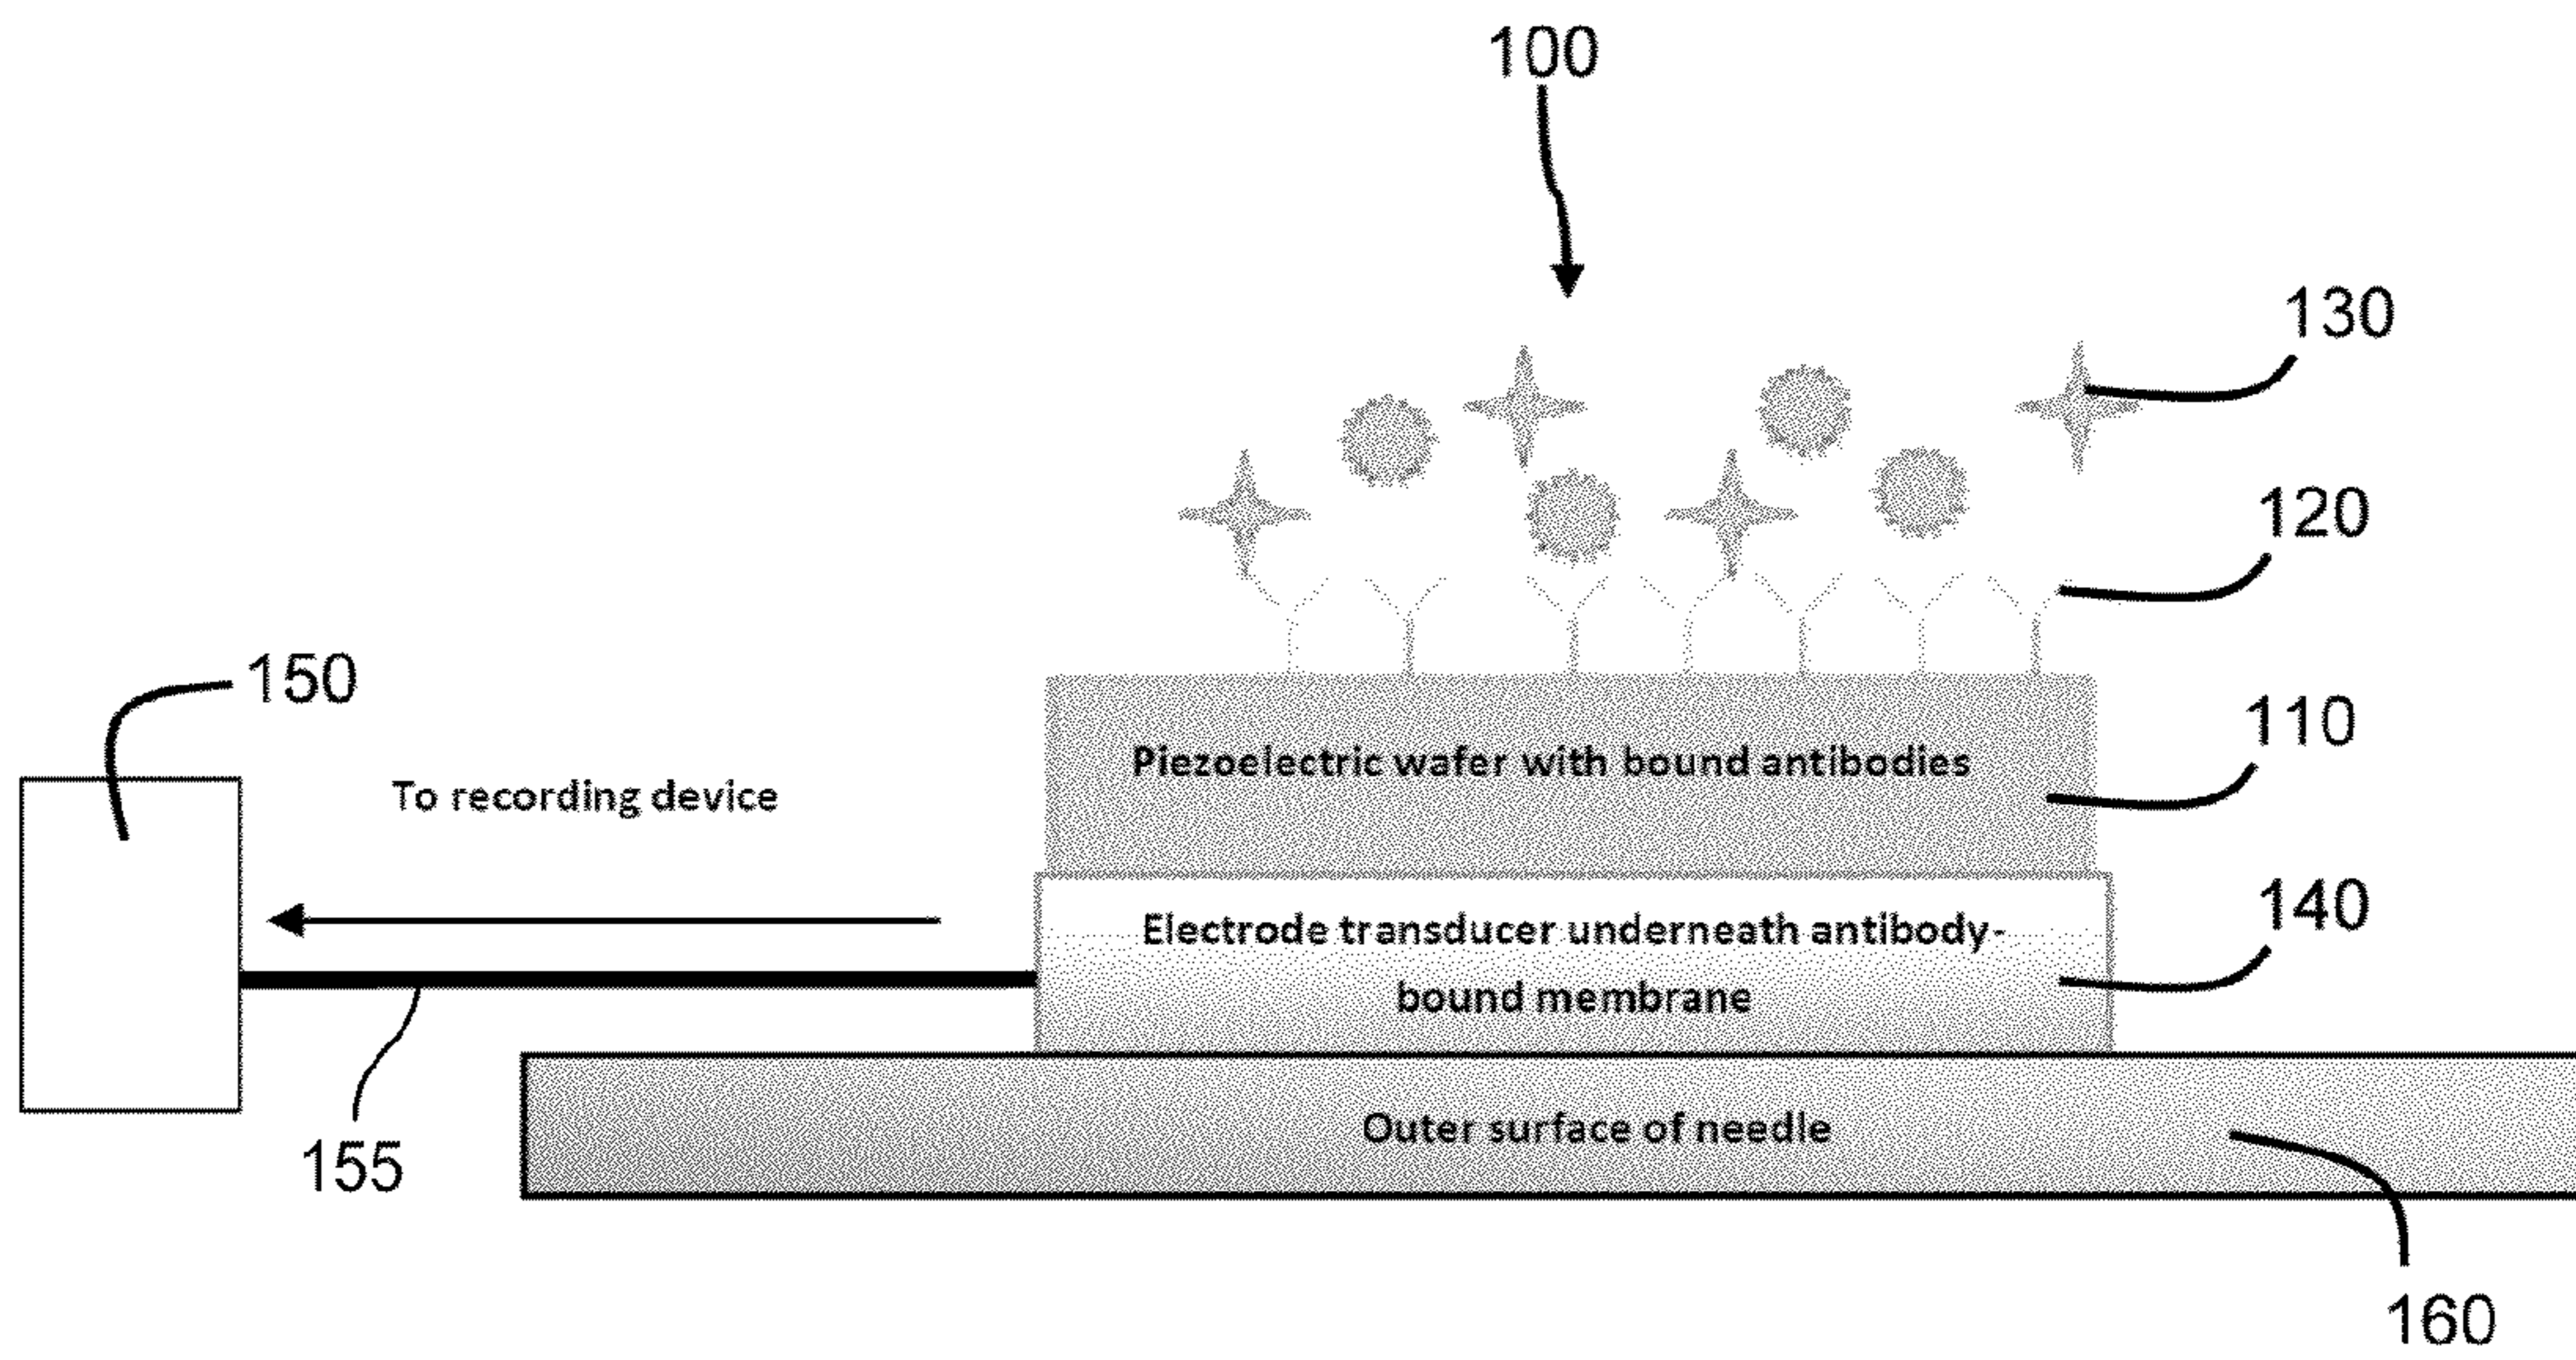 100
130
120
150
110
Piezoelectric wafer with bound antibodies
To recording device
140
Electrode transducer underneath antibody-
bound membrane
155
Outer surface of needle
160